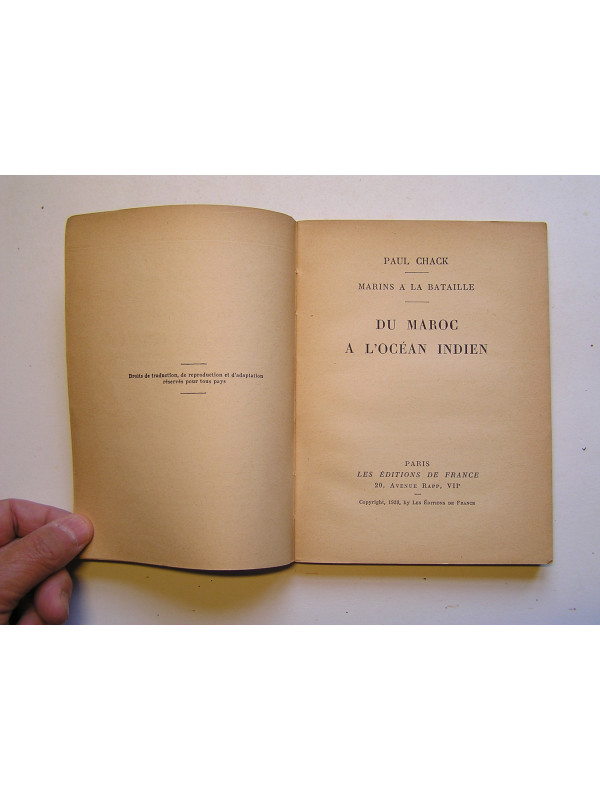 Droits de traduction, de reproduction et d'adaptation
réservés pour tous pays
PAUL CHACK
MARINS A LA BATAILLE
DU MAROC
A L'OCÉAN INDIEN
PARIS
LES ÉDITIONS DE FRANCE
20, AVENUE RAPP, VIIᵉ
Copyright, by LES ÉDITIONS DE FRANCE